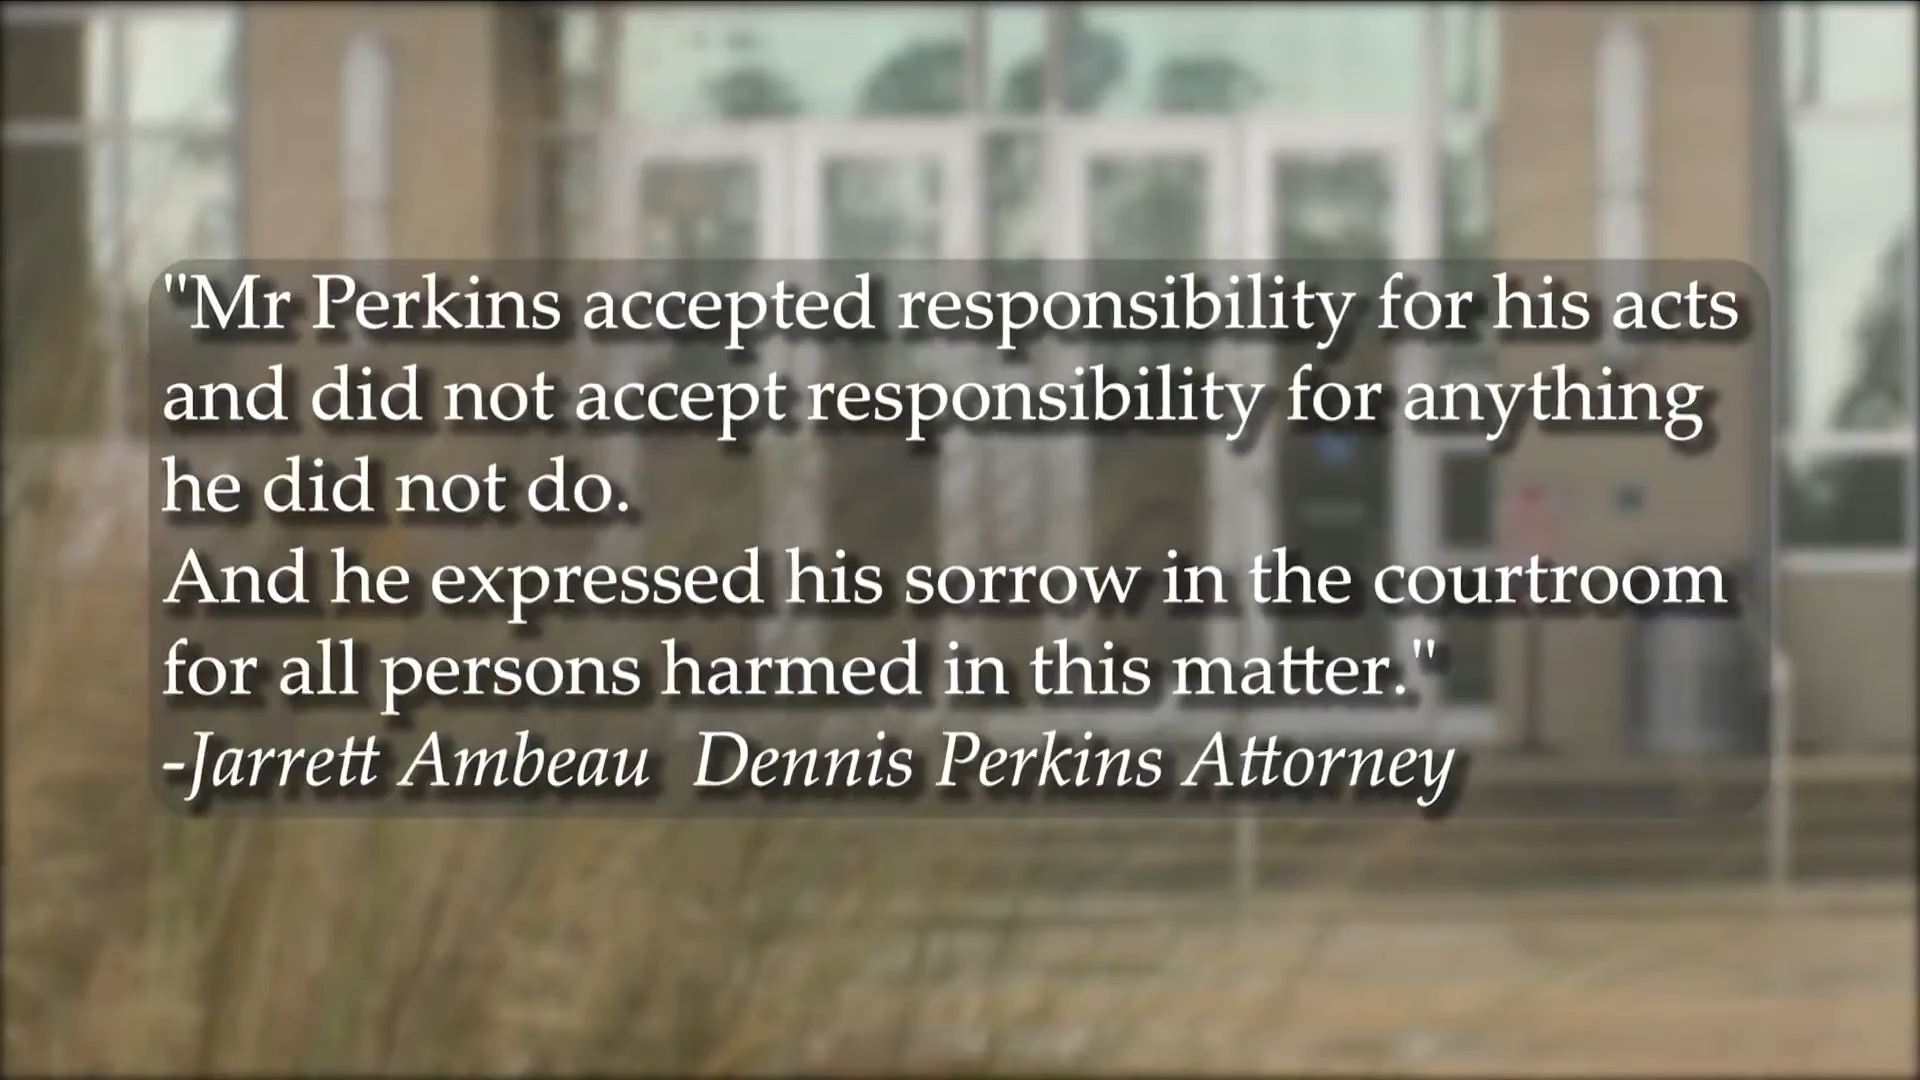 "Mr Perkins accepted responsibility for his acts
and did not accept responsibility for anything
he did not do.
And he expressed his sorrow in the courtroom
for all persons harmed in this matter."
-Jarrett Ambeau  Dennis Perkins Attorney